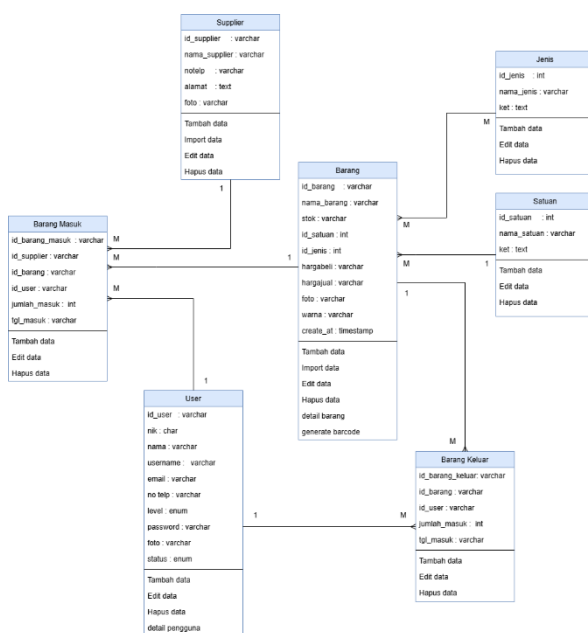 Supplier
id_supplier : varchar
nama_supplier : varchar
notelp : varchar
alamat : text
foto : varchar
Tambah data
Import data
Edit data
Hapus data
1
Jenis
id_jenis : int
nama_jenis : varchar
ket : text
Tambah data
Edit data
Hapus data
M
M
Barang
id_barang : varchar
nama_barang : varchar
stok : varchar
id_satuan : int
id_jenis : int
hargabeli : varchar
hargajual : varchar
foto : varchar
warna : varchar
create_at : timestamp
Tambah data
Import data
Edit data
Hapus data
detail barang
generate barcode
Satuan
id_satuan : int
nama_satuan : varchar
ket : text
Tambah data
Edit data
Hapus data
M
1
1
Barang Masuk
id_barang_masuk : varchar
id_supplier : varchar
id_barang : varchar
id_user : varchar
jumlah_masuk : int
tgl_masuk : varchar
Tambah data
Edit data
Hapus data
M
M
1
M
1
User
id_user : varchar
nik : char
nama : varchar
username : varchar
email : varchar
no telp : varchar
level : enum
password : varchar
foto : varchar
status : enum
Tambah data
Edit data
Hapus data
detail pengguna
1
M
M
Barang Keluar
id_barang_keluar: varchar
id_barang : varchar
id_user : varchar
jumlah_masuk : int
tgl_masuk : varchar
Tambah data
Edit data
Hapus data